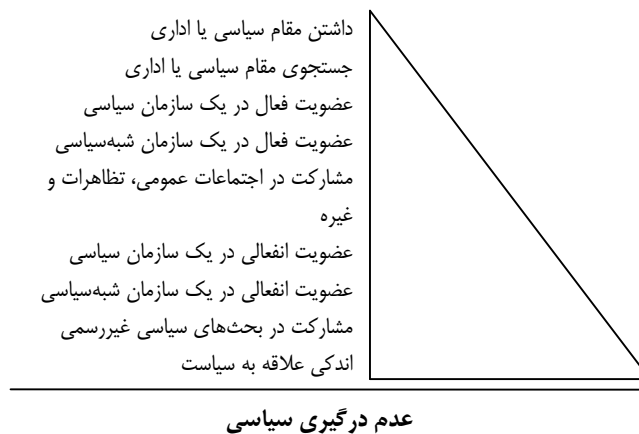 داشتن مقام سیاسی یا اداری
جستجوی مقام سیاسی یا اداری
عضویت فعال در یک سازمان سیاسی
عضویت فعال در یک سازمان شبه‌سیاسی
مشارکت در اجتماعات عمومی، تظاهرات و
غیره
عضویت انفعالی در یک سازمان سیاسی
عضویت انفعالی در یک سازمان شبه‌سیاسی
مشارکت در بحث‌های سیاسی غیررسمی
اندکی علاقه به سیاست
عدم درگیری سیاسی